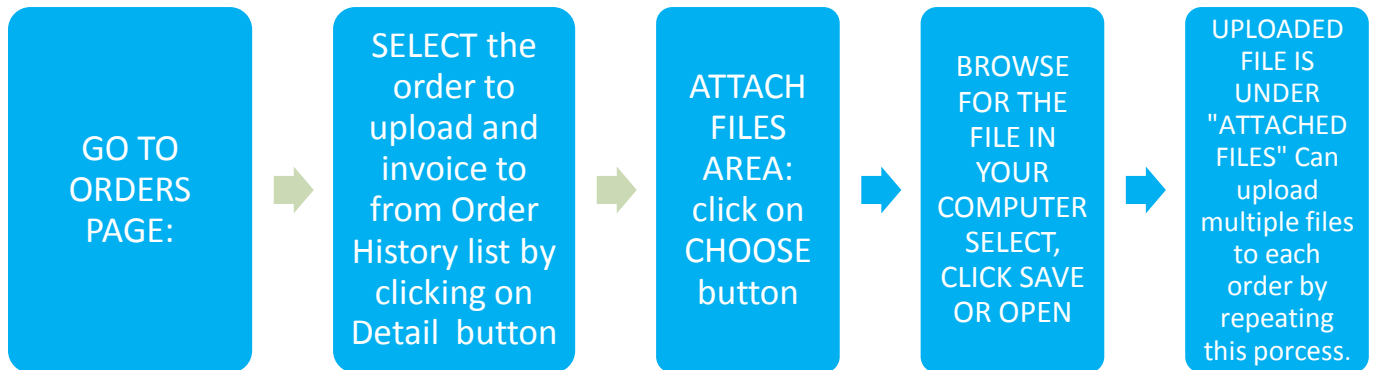 GO TO
ORDERS
PAGE:
SELECT the
order to
upload and
invoice to
from Order
History list by
clicking on
Detail  button
ATTACH
FILES
AREA:
click on
CHOOSE
button
BROWSE
FOR THE
FILE IN
YOUR
COMPUTER
SELECT,
CLICK SAVE
OR OPEN
UPLOADED
FILE IS
UNDER
"ATTACHED
FILES" Can
upload
multiple files
to each
order by
repeating
this porcess.